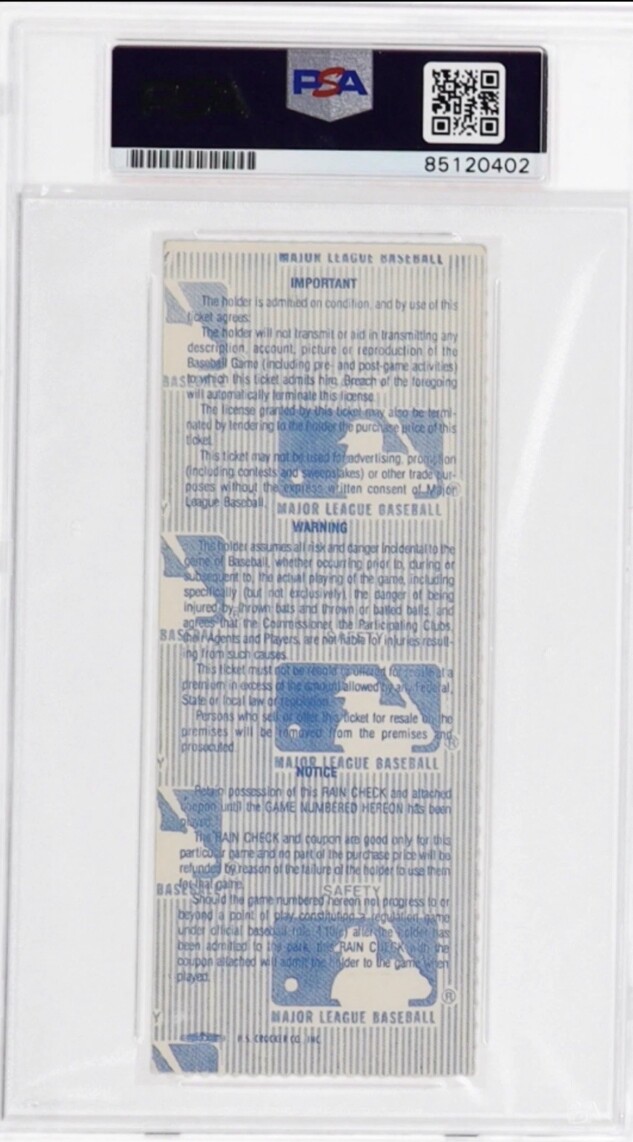 PSA
85120402
MAJOR LEAGUE BASEBALL
IMPORTANT
The holder is admitted on condition, and by use of this
ticket agrees:
The holder will not transmit or aid in transmitting any
description, account, picture or reproduction of the
Baseball Game (including pre- and post-game activities)
to which this ticket admits him. Breach of the foregoing
will automatically terminate this license.
The license granted by this ticket may also be termi-
nated by tendering to the holder the purchase price of this
ticket.
This ticket may not be used for advertising, promotion
(including contests and sweepstakes) or other trade pur-
poses without the express written consent of Major
League Baseball.
MAJOR LEAGUE BASEBALL
WARNING
The holder assumes all risk and danger incidental to the
game of Baseball, whether occurring prior to, during or
subsequent to, the actual playing of the game, including
specifically (but not exclusively) the danger of being
injured by thrown bats and thrown or batted balls, and
agrees that the Commissioner, the Participating Clubs,
Agents and Players, are not liable for injuries result-
ing from such causes.
This ticket must not be resold or offered for resale at a
premium in excess of the amount allowed by any Federal,
State or local law or regulation.
Persons who sell or offer this ticket for resale on the
premises will be removed from the premises and
prosecuted.
MAJOR LEAGUE BASEBALL
NOTICE
Retain possession of this RAIN CHECK and attached
coupon until the GAME NUMBERED HEREON has been
played.
The RAIN CHECK and coupon are good only for this
particular game and no part of the purchase price will be
refunded by reason of the failure of the holder to use them
for that game.
SAFETY
Should the game numbered hereon not progress to or
beyond a point of play constituting a regulation game
under official baseball rule 4.10 after the holder has
been admitted to the park, the RAIN CHECK with the
coupon attached will admit the holder to the game when
played.
MAJOR LEAGUE BASEBALL
H.S. CROCKER CO., INC.